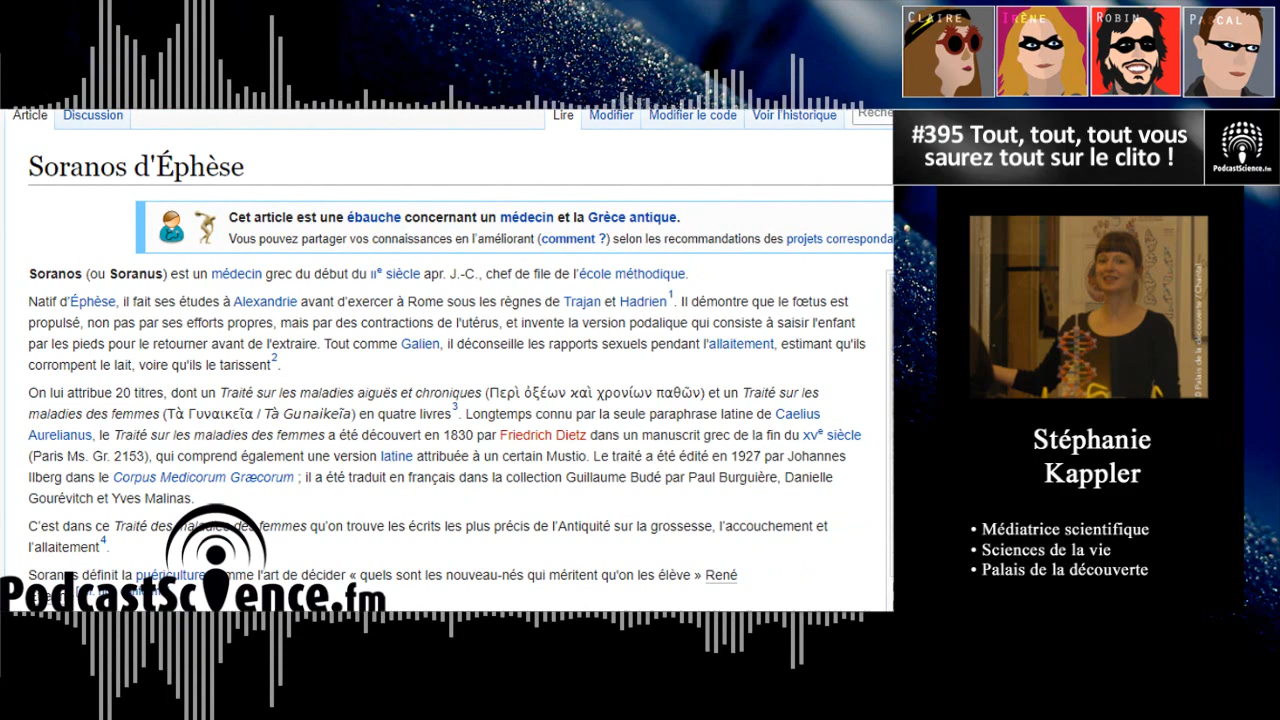 CLAIRE
IRÈNE
ROBIN
PASCAL
Article
Discussion
Lire
Modifier
Modifier le code
Voir l'historique
Reche
Soranos d'Éphèse
Cet article est une ébauche concernant un médecin et la Grèce antique.
Vous pouvez partager vos connaissances en l'améliorant (comment ?) selon les recommandations des projets corresponda
Soranos (ou Soranus) est un médecin grec du début du IIe siècle apr. J.-C., chef de file de l'école méthodique.
Natif d'Éphèse, il fait ses études à Alexandrie avant d'exercer à Rome sous les règnes de Trajan et Hadrien1. Il démontre que le fœtus est
propulsé, non pas par ses efforts propres, mais par des contractions de l'utérus, et invente la version podalique qui consiste à saisir l'enfant
par les pieds pour le retourner avant de l'extraire. Tout comme Galien, il déconseille les rapports sexuels pendant l'allaitement, estimant qu'ils
corrompent le lait, voire qu'ils le tarissent2.
On lui attribue 20 titres, dont un Traité sur les maladies aiguës et chroniques (Περὶ ὀξέων καὶ χρονίων παθῶν) et un Traité sur les
maladies des femmes (Τὰ Γυναικεῖα / Tà Gunaikeĩa) en quatre livres3. Longtemps connu par la seule paraphrase latine de Caelius
Aurelianus, le Traité sur les maladies des femmes a été découvert en 1830 par Friedrich Dietz dans un manuscrit grec de la fin du XVe siècle
(Paris Ms. Gr. 2153), qui comprend également une version latine attribuée à un certain Mustio. Le traité a été édité en 1927 par Johannes
Ilberg dans le Corpus Medicorum Græcorum ; il a été traduit en français dans la collection Guillaume Budé par Paul Burguière, Danielle
Gourévitch et Yves Malinas.
C'est dans ce Traité des maladies des femmes qu'on trouve les écrits les plus précis de l'Antiquité sur la grossesse, l'accouchement et
l'allaitement4.
Soranos définit la puériculture comme l'art de décider « quels sont les nouveau-nés qui méritent qu'on les élève » René
PodcastScience.fm
#395 Tout, tout, tout vous
saurez tout sur le clito !
PodcastScience.fm
© Palais de la découverte / Chantal
Stéphanie
Kappler
• Médiatrice scientifique
• Sciences de la vie
• Palais de la découverte